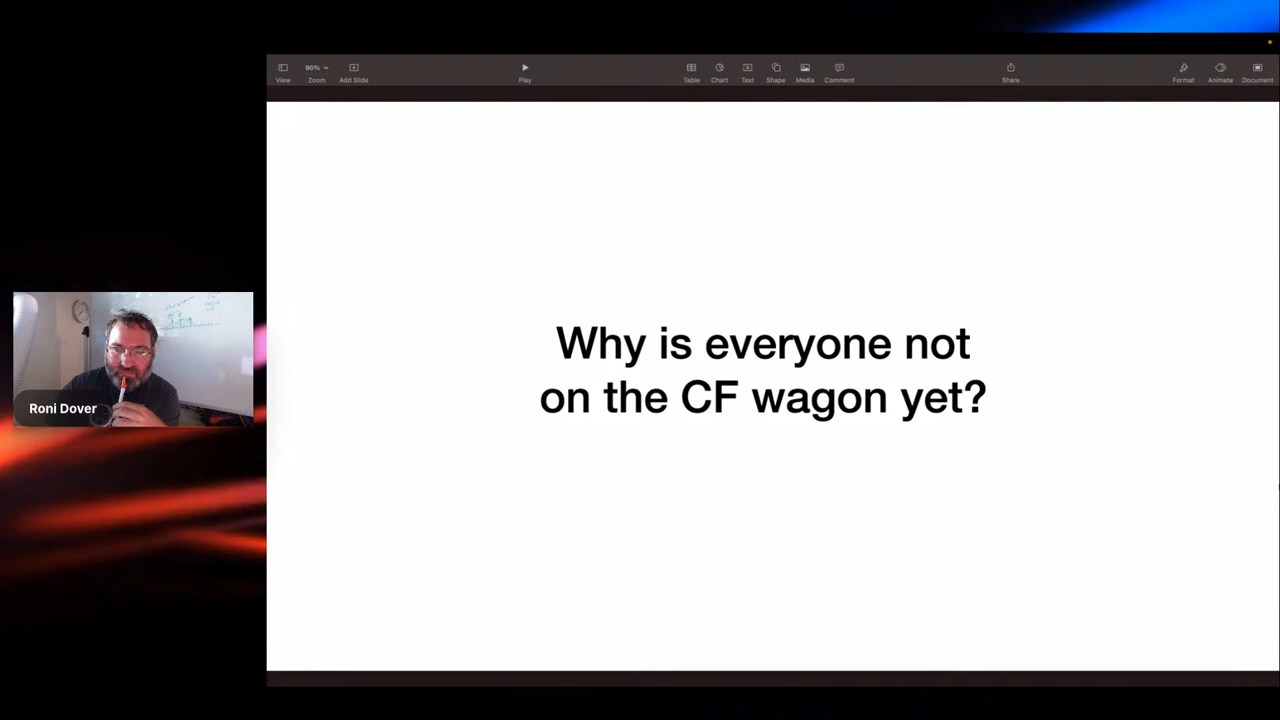 View
90%
Zoom
Add Slide
Play
Table
Chart
Text
Shape
Media
Comment
Share
Format
Animate
Document
Why is everyone not
on the CF wagon yet?
Roni Dover